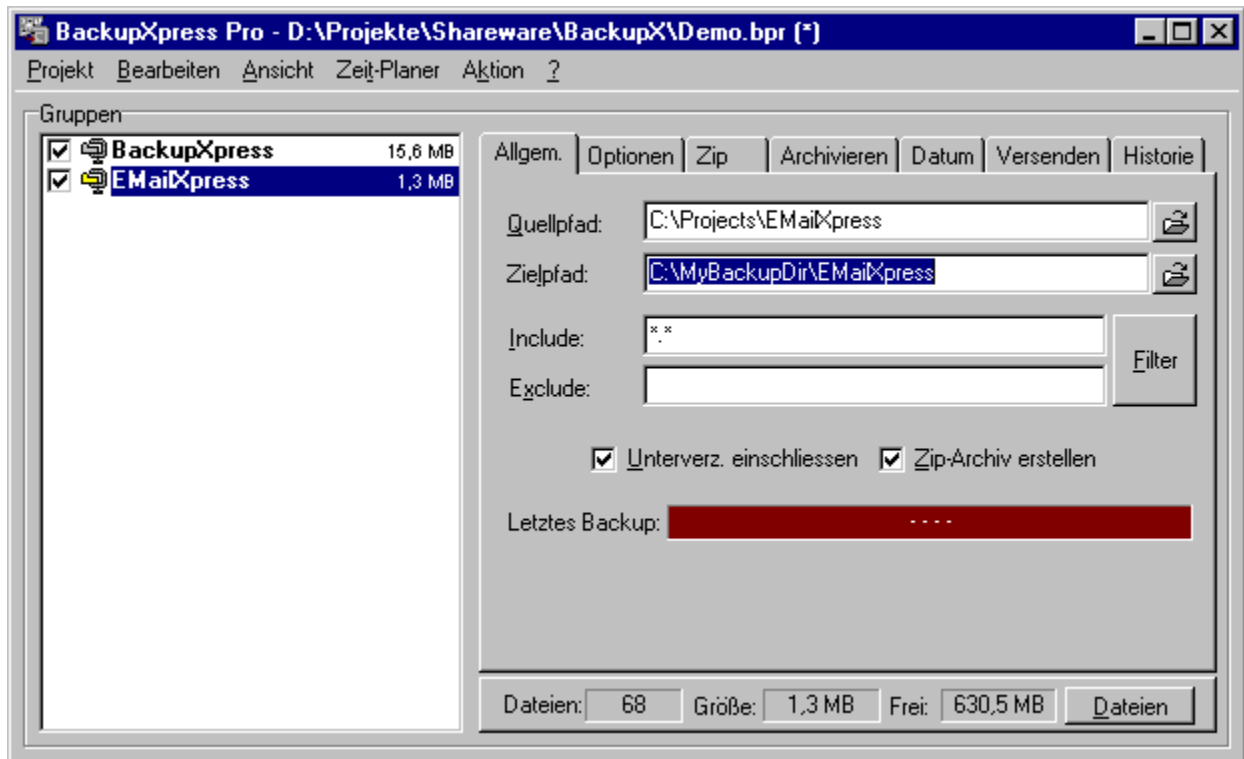 BackupXpress Pro - D:\Projekte\Shareware\BackupX\Demo.bpr (*)
Projekt Bearbeiten Ansicht Zeit-Planer Aktion ?
Gruppen
BackupXpress 15,6 MB
EMailXpress 1,3 MB
Allgem. Optionen Zip Archivieren Datum Versenden Historie
Quellpfad: C:\Projects\EMailXpress
Zielpfad: C:\MyBackupDir\EMailXpress
Include: *.*
Exclude:
Filter
Unterverz. einschliessen Zip-Archiv erstellen
Letztes Backup: - - - -
Dateien: 68 Größe: 1,3 MB Frei: 630,5 MB Dateien